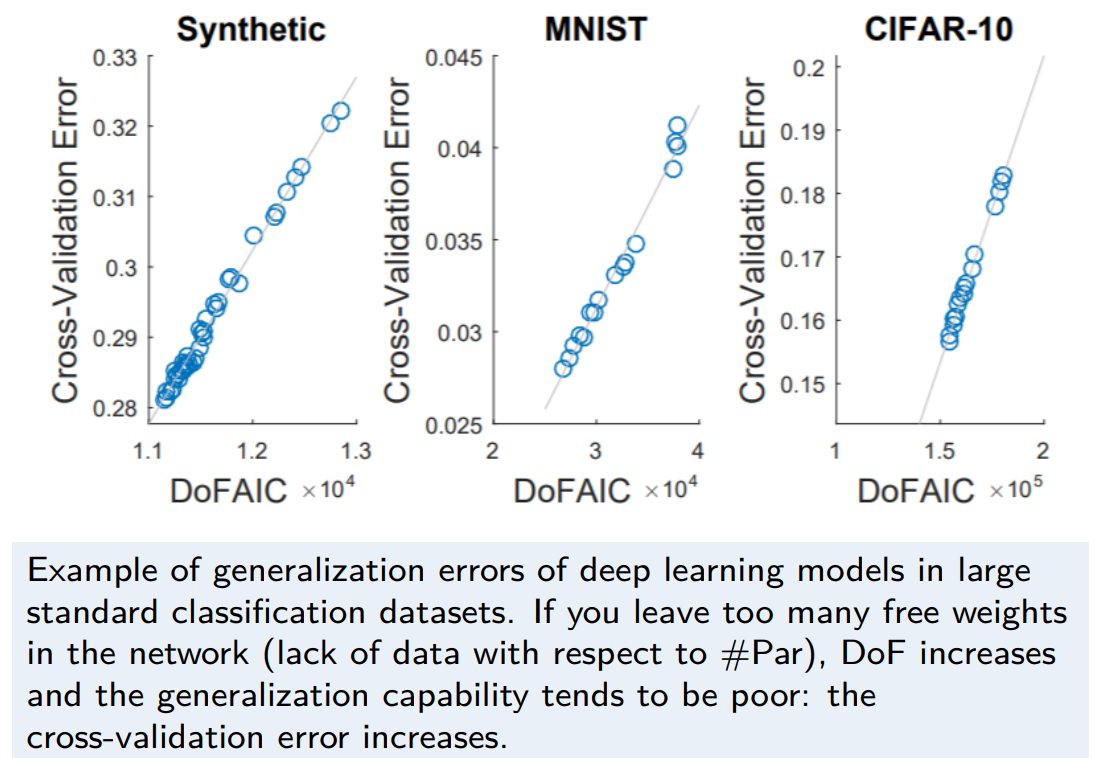 Synthetic
MNIST
CIFAR-10
Cross-Validation Error
0.33
0.32
0.31
0.3
0.29
0.28
1.1
1.2
1.3
DoFAIC ×10^4
Cross-Validation Error
0.045
0.04
0.035
0.03
0.025
2
3
4
DoFAIC ×10^4
Cross-Validation Error
0.2
0.19
0.18
0.17
0.16
0.15
1
1.5
2
DoFAIC ×10^5
Example of generalization errors of deep learning models in large
standard classification datasets. If you leave too many free weights
in the network (lack of data with respect to #Par), DoF increases
and the generalization capability tends to be poor: the
cross-validation error increases.